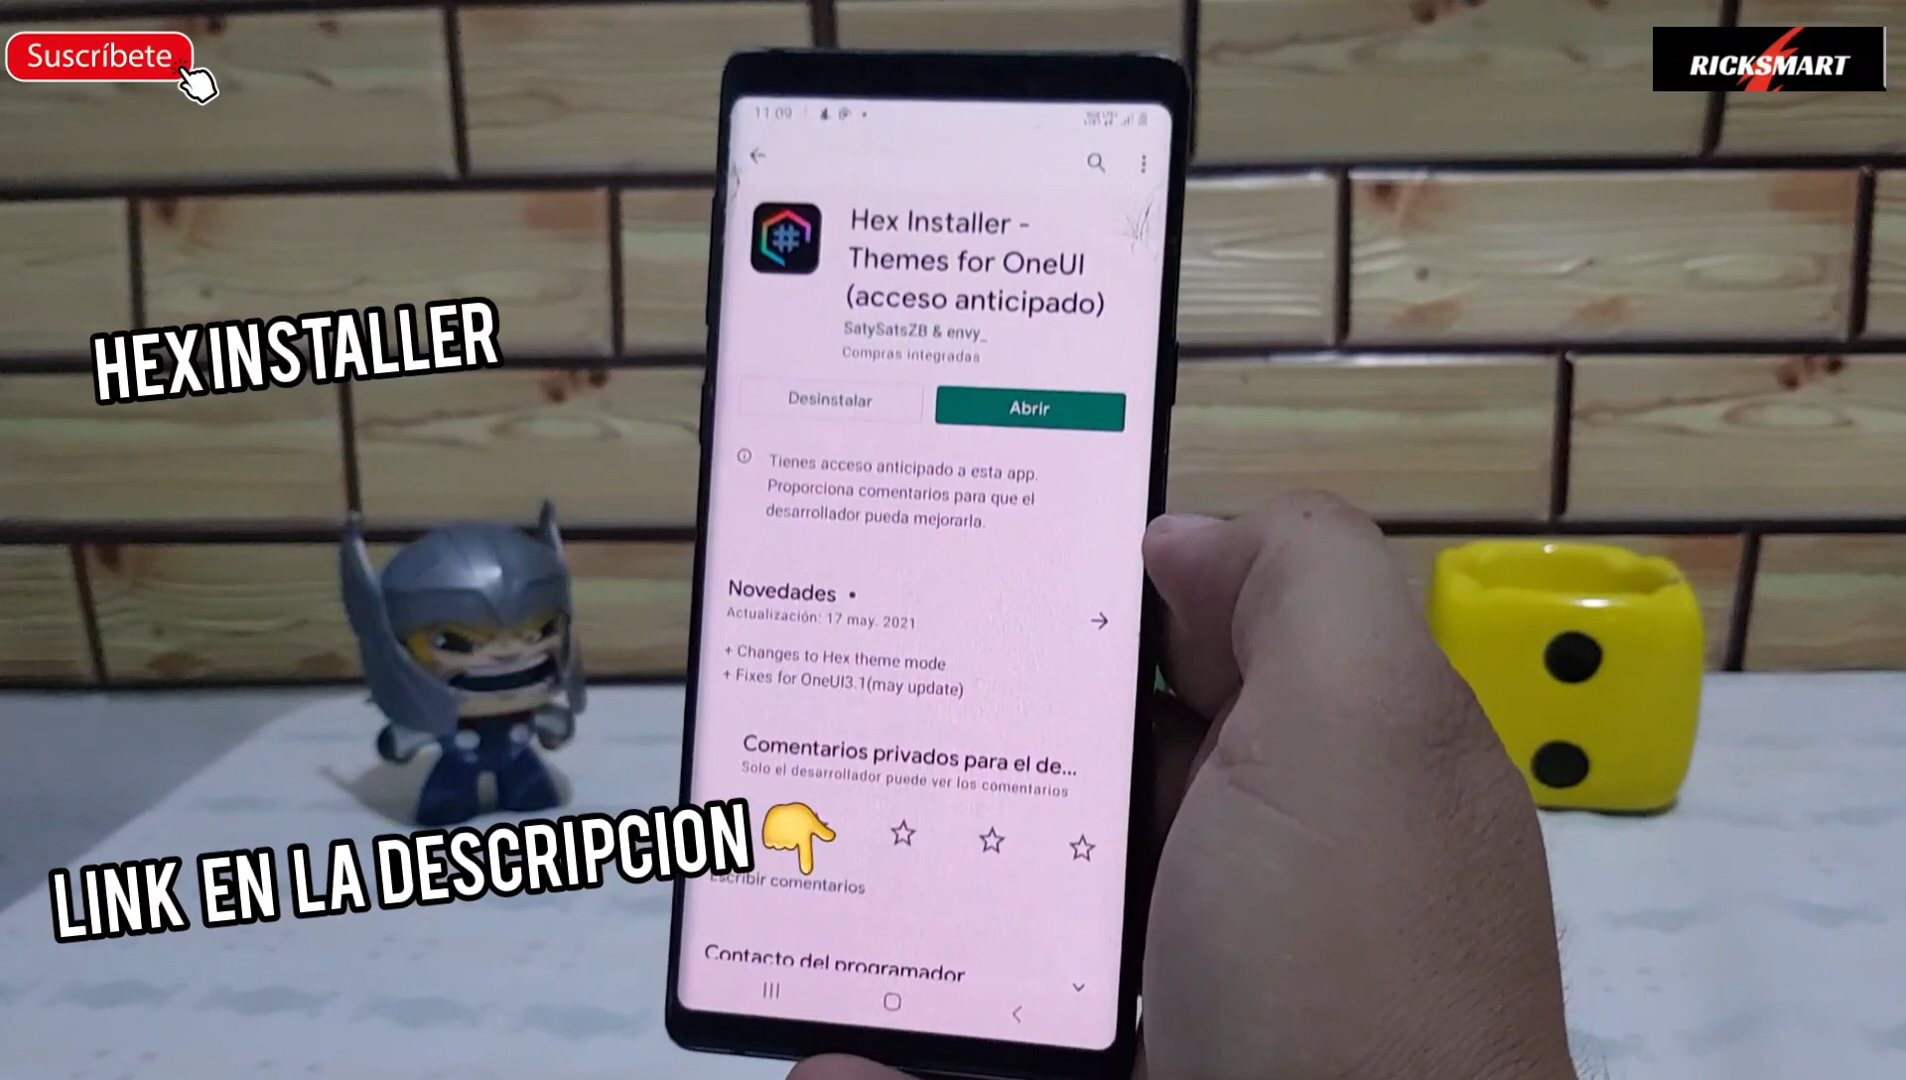 Suscríbete
RICKSMART
11:09
Hex Installer -
Themes for OneUI
(acceso anticipado)
SatySatsZB & envy_
Compras integradas
Desinstalar
Abrir
Tienes acceso anticipado a esta app.
Proporciona comentarios para que el
desarrollador pueda mejorarla.
HEX INSTALLER
Novedades •
Actualización: 17 may. 2021
+ Changes to Hex theme mode
+ Fixes for OneUI3.1(may update)
Comentarios privados para el de...
Solo el desarrollador puede ver los comentarios
LINK EN LA DESCRIPCION
Escribir comentarios
Contacto del programador